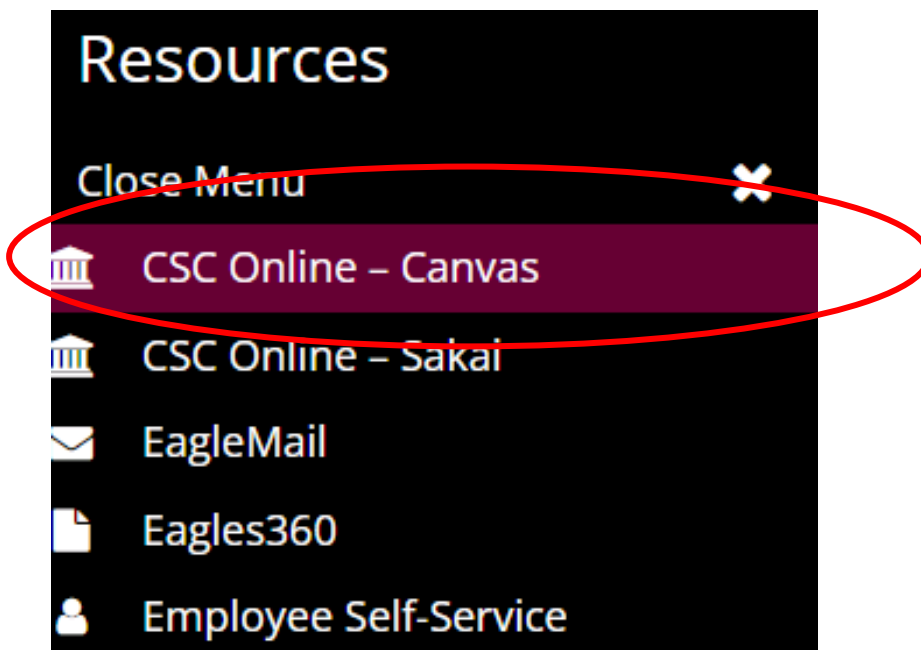 Resources
Close Menu
CSC Online – Canvas
CSC Online – Sakai
EagleMail
Eagles360
Employee Self-Service